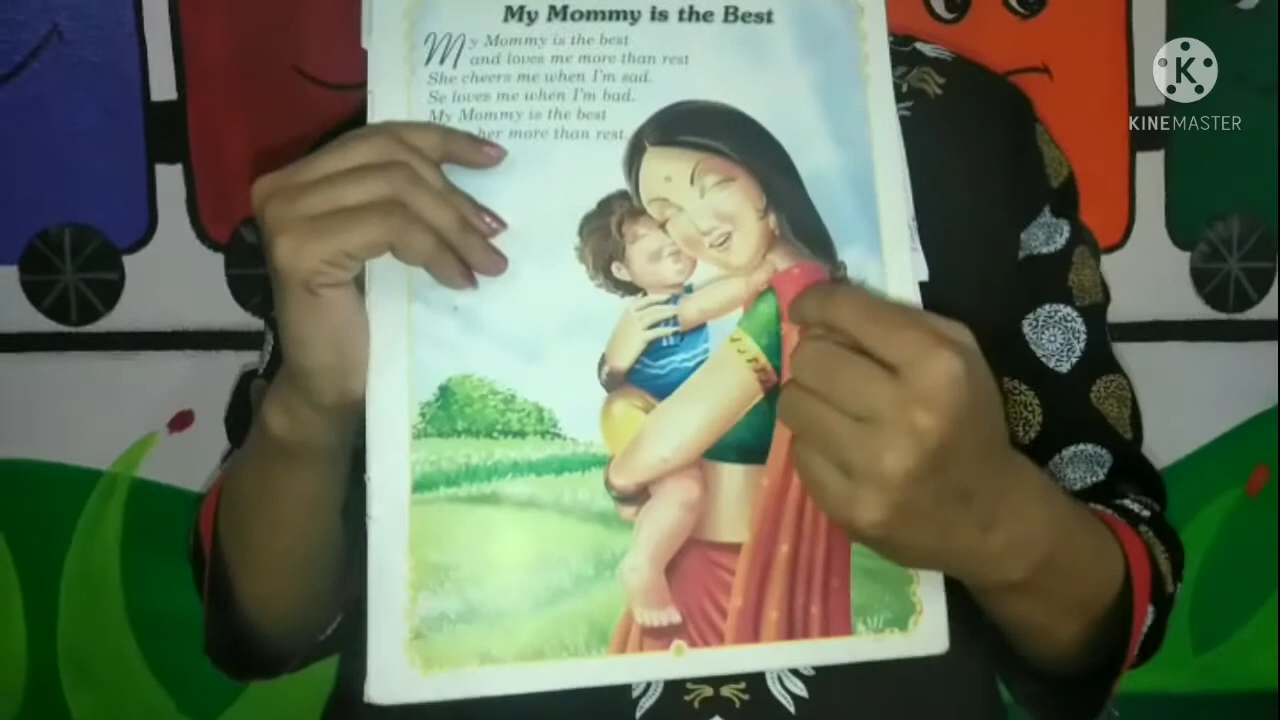 My Mommy is the Best
My Mommy is the best
and loves me more than rest
She cheers me when I'm sad.
Se loves me when I'm bad.
My Mommy is the best
her more than rest.
K
KINEMASTER